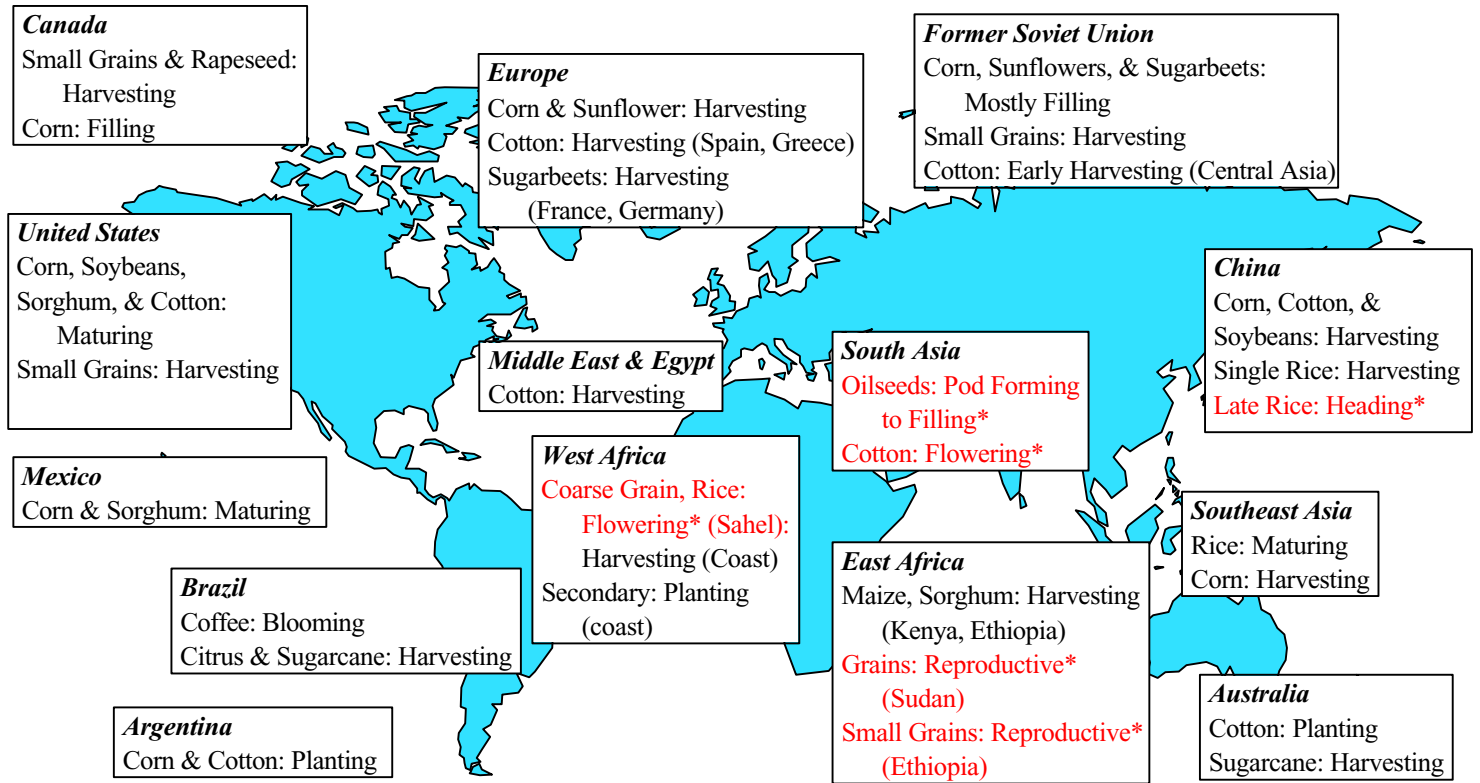 Canada
Small Grains & Rapeseed:
Harvesting
Corn: Filling
Europe
Corn & Sunflower: Harvesting
Cotton: Harvesting (Spain, Greece)
Sugarbeets: Harvesting
(France, Germany)
Former Soviet Union
Corn, Sunflowers, & Sugarbeets:
Mostly Filling
Small Grains: Harvesting
Cotton: Early Harvesting (Central Asia)
United States
Corn, Soybeans,
Sorghum, & Cotton:
Maturing
Small Grains: Harvesting
China
Corn, Cotton, &
Soybeans: Harvesting
Single Rice: Harvesting
Late Rice: Heading*
Middle East & Egypt
Cotton: Harvesting
South Asia
Oilseeds: Pod Forming
to Filling*
Cotton: Flowering*
Mexico
Corn & Sorghum: Maturing
West Africa
Coarse Grain, Rice:
Flowering* (Sahel):
Harvesting (Coast)
Secondary: Planting
(coast)
Southeast Asia
Rice: Maturing
Corn: Harvesting
East Africa
Maize, Sorghum: Harvesting
(Kenya, Ethiopia)
Grains: Reproductive*
(Sudan)
Small Grains: Reproductive*
(Ethiopia)
Brazil
Coffee: Blooming
Citrus & Sugarcane: Harvesting
Australia
Cotton: Planting
Sugarcane: Harvesting
Argentina
Corn & Cotton: Planting